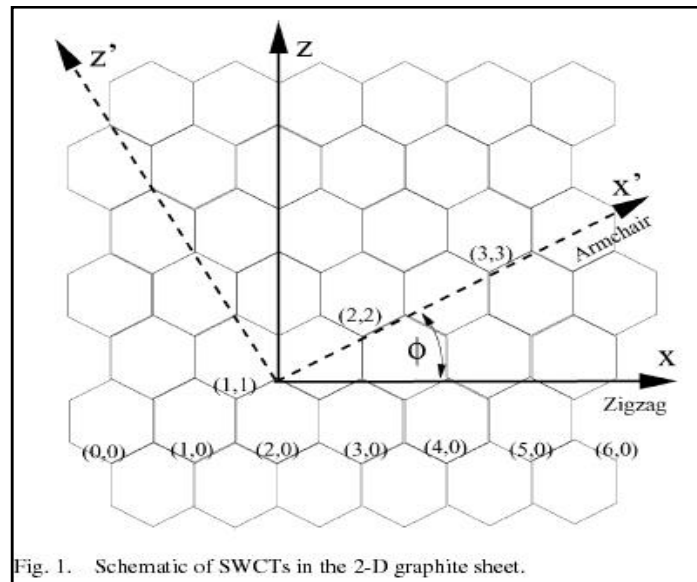 z'
z
x'
Armchair
(3,3)
(2,2)
ϕ
(1,1)
x
Zigzag
(0,0) (1,0) (2,0) (3,0) (4,0) (5,0) (6,0)
Fig. 1. Schematic of SWCTs in the 2-D graphite sheet.